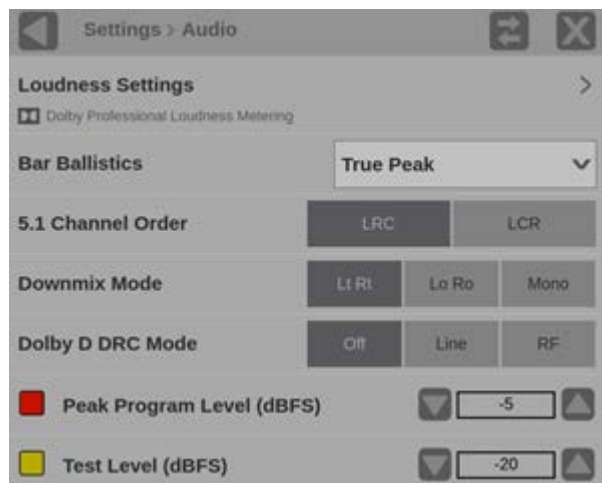 Settings > Audio
Loudness Settings >
Dolby Professional Loudness Metering
Bar Ballistics True Peak
5.1 Channel Order LRC LCR
Downmix Mode Lt Rt Lo Ro Mono
Dolby D DRC Mode Off Line RF
Peak Program Level (dBFS) -5
Test Level (dBFS) -20